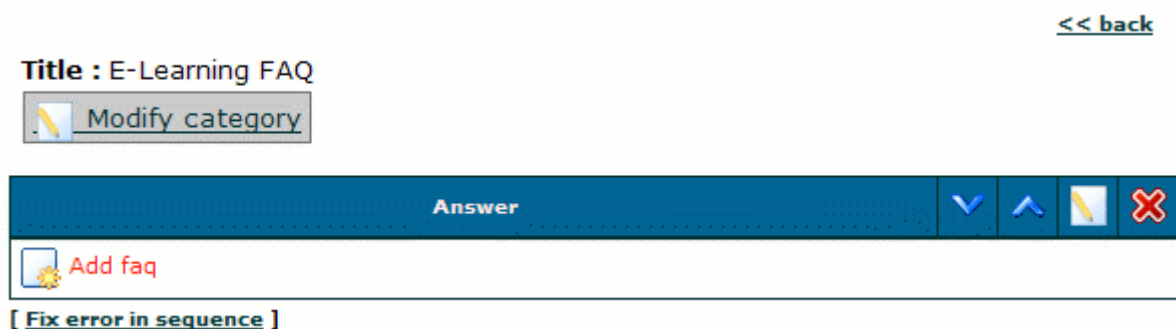 << back
Title : E-Learning FAQ
Modify category
Answer
Add faq
[ Fix error in sequence ]